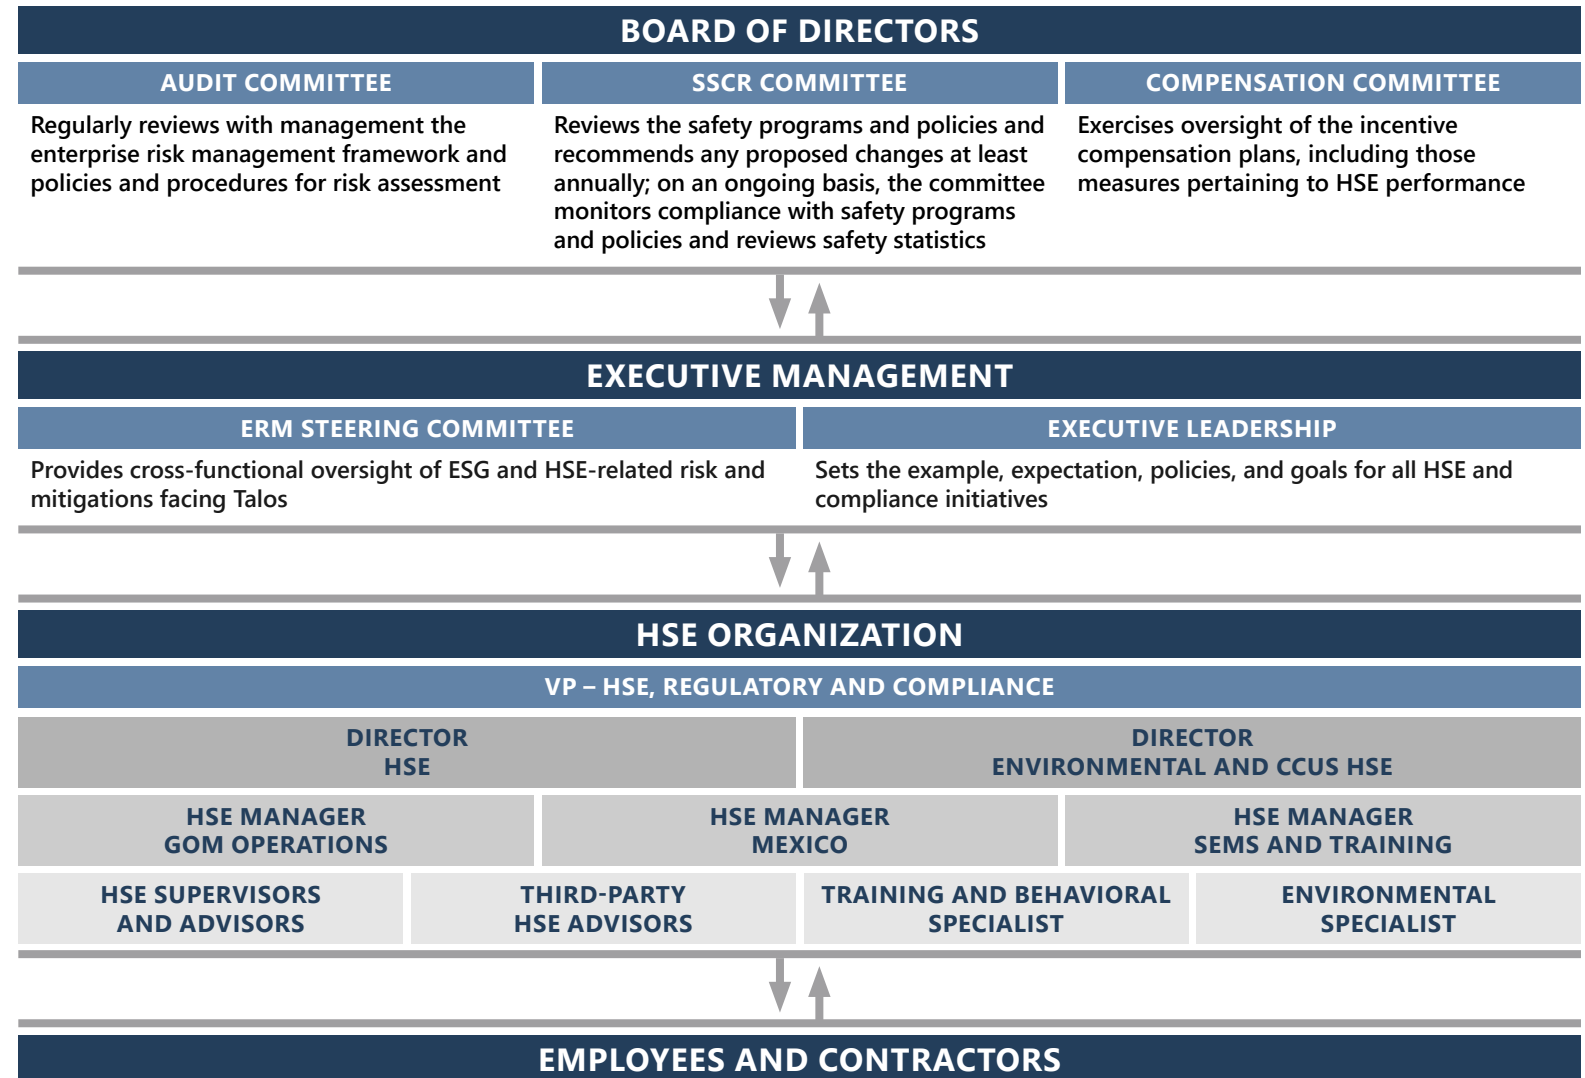 BOARD OF DIRECTORS
AUDIT COMMITTEE
Regularly reviews with management the
enterprise risk management framework and
policies and procedures for risk assessment
SSCR COMMITTEE
Reviews the safety programs and policies and
recommends any proposed changes at least
annually; on an ongoing basis, the committee
monitors compliance with safety programs
and policies and reviews safety statistics
COMPENSATION COMMITTEE
Exercises oversight of the incentive
compensation plans, including those
measures pertaining to HSE performance
EXECUTIVE MANAGEMENT
ERM STEERING COMMITTEE
Provides cross-functional oversight of ESG and HSE-related risk and
mitigations facing Talos
EXECUTIVE LEADERSHIP
Sets the example, expectation, policies, and goals for all HSE and
compliance initiatives
HSE ORGANIZATION
VP – HSE, REGULATORY AND COMPLIANCE
DIRECTOR
HSE
DIRECTOR
ENVIRONMENTAL AND CCUS HSE
HSE MANAGER
GOM OPERATIONS
HSE MANAGER
MEXICO
HSE MANAGER
SEMS AND TRAINING
HSE SUPERVISORS
AND ADVISORS
THIRD-PARTY
HSE ADVISORS
TRAINING AND BEHAVIORAL
SPECIALIST
ENVIRONMENTAL
SPECIALIST
EMPLOYEES AND CONTRACTORS